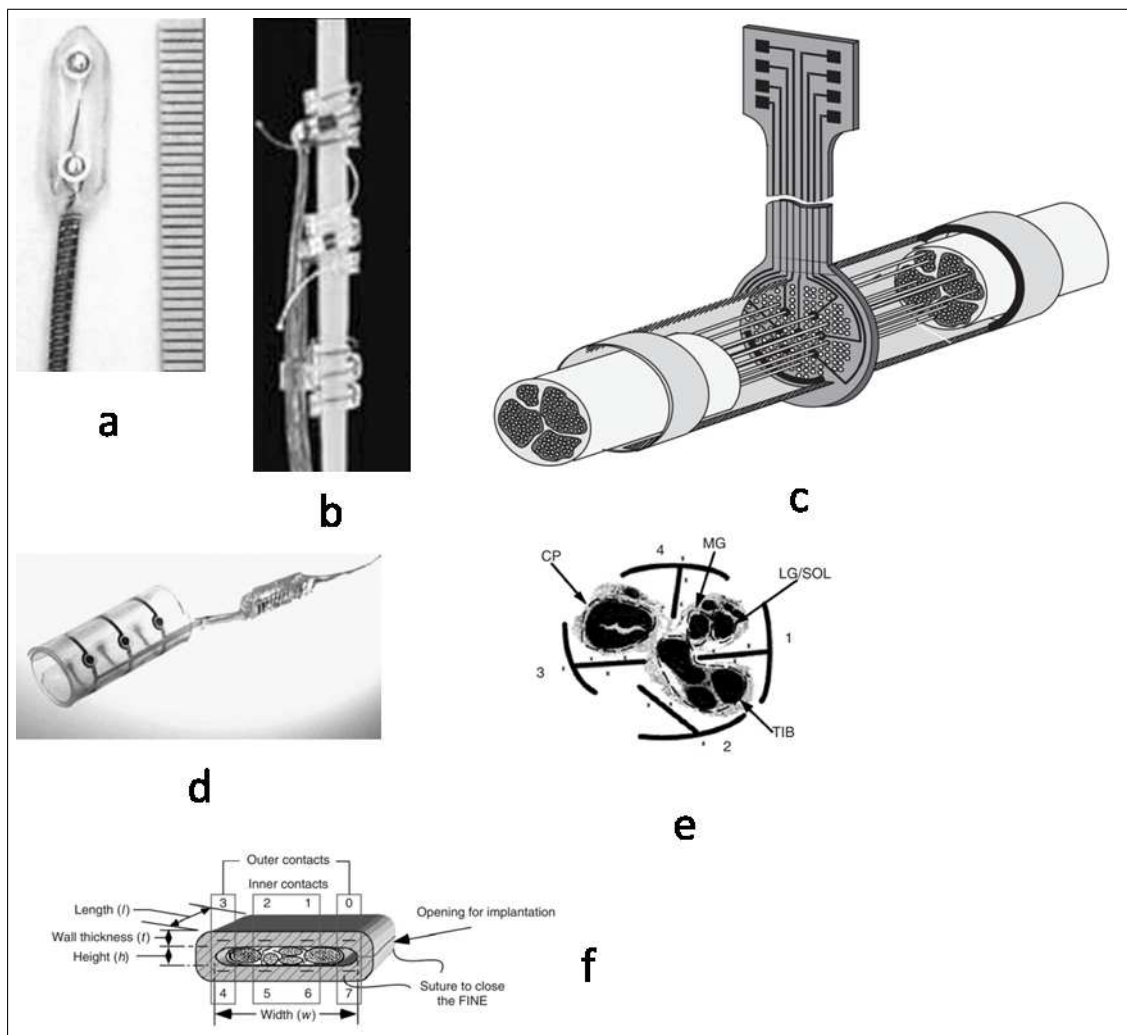 a
b
c
d
CP
4
MG
LG/SOL
1
3
2
TIB
e
Outer contacts
Inner contacts
3 2 1 0
Length (l)
Opening for implantation
Wall thickness (t)
Height (h)
4 5 6 7
Suture to close
the FINE
Width (w)
f